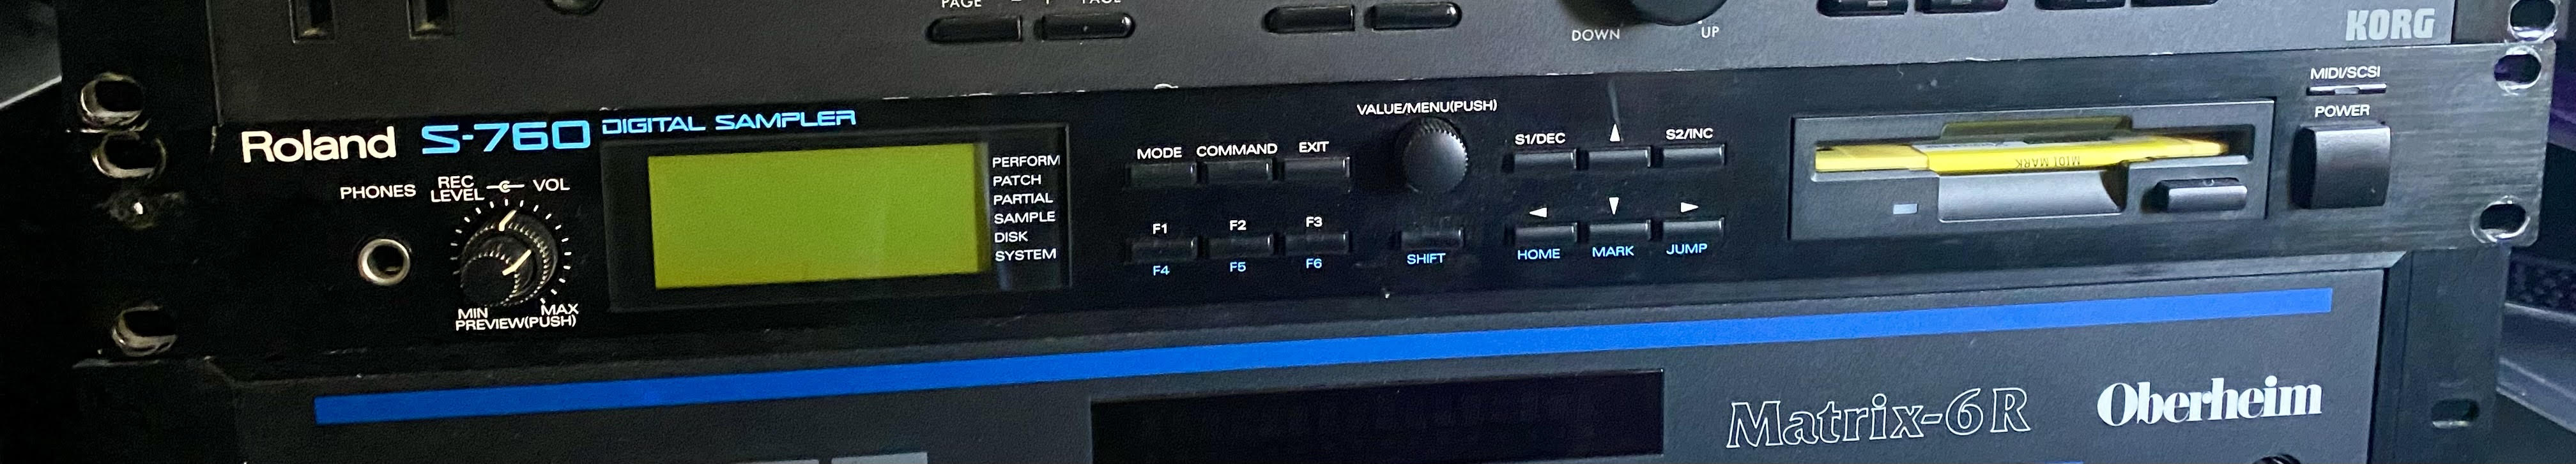 PAGE - + PAGE
DOWN UP
KORG
Roland S-760 DIGITAL SAMPLER
PHONES
REC LEVEL
VOL
MIN MAX
PREVIEW(PUSH)
PERFORM
PATCH
PARTIAL
SAMPLE
DISK
SYSTEM
MODE COMMAND EXIT
F1 F2 F3
F4 F5 F6
VALUE/MENU(PUSH)
SHIFT
S1/DEC S2/INC
HOME MARK JUMP
MIDI MARK
MIDI/SCSI
POWER
Matrix-6R Oberheim